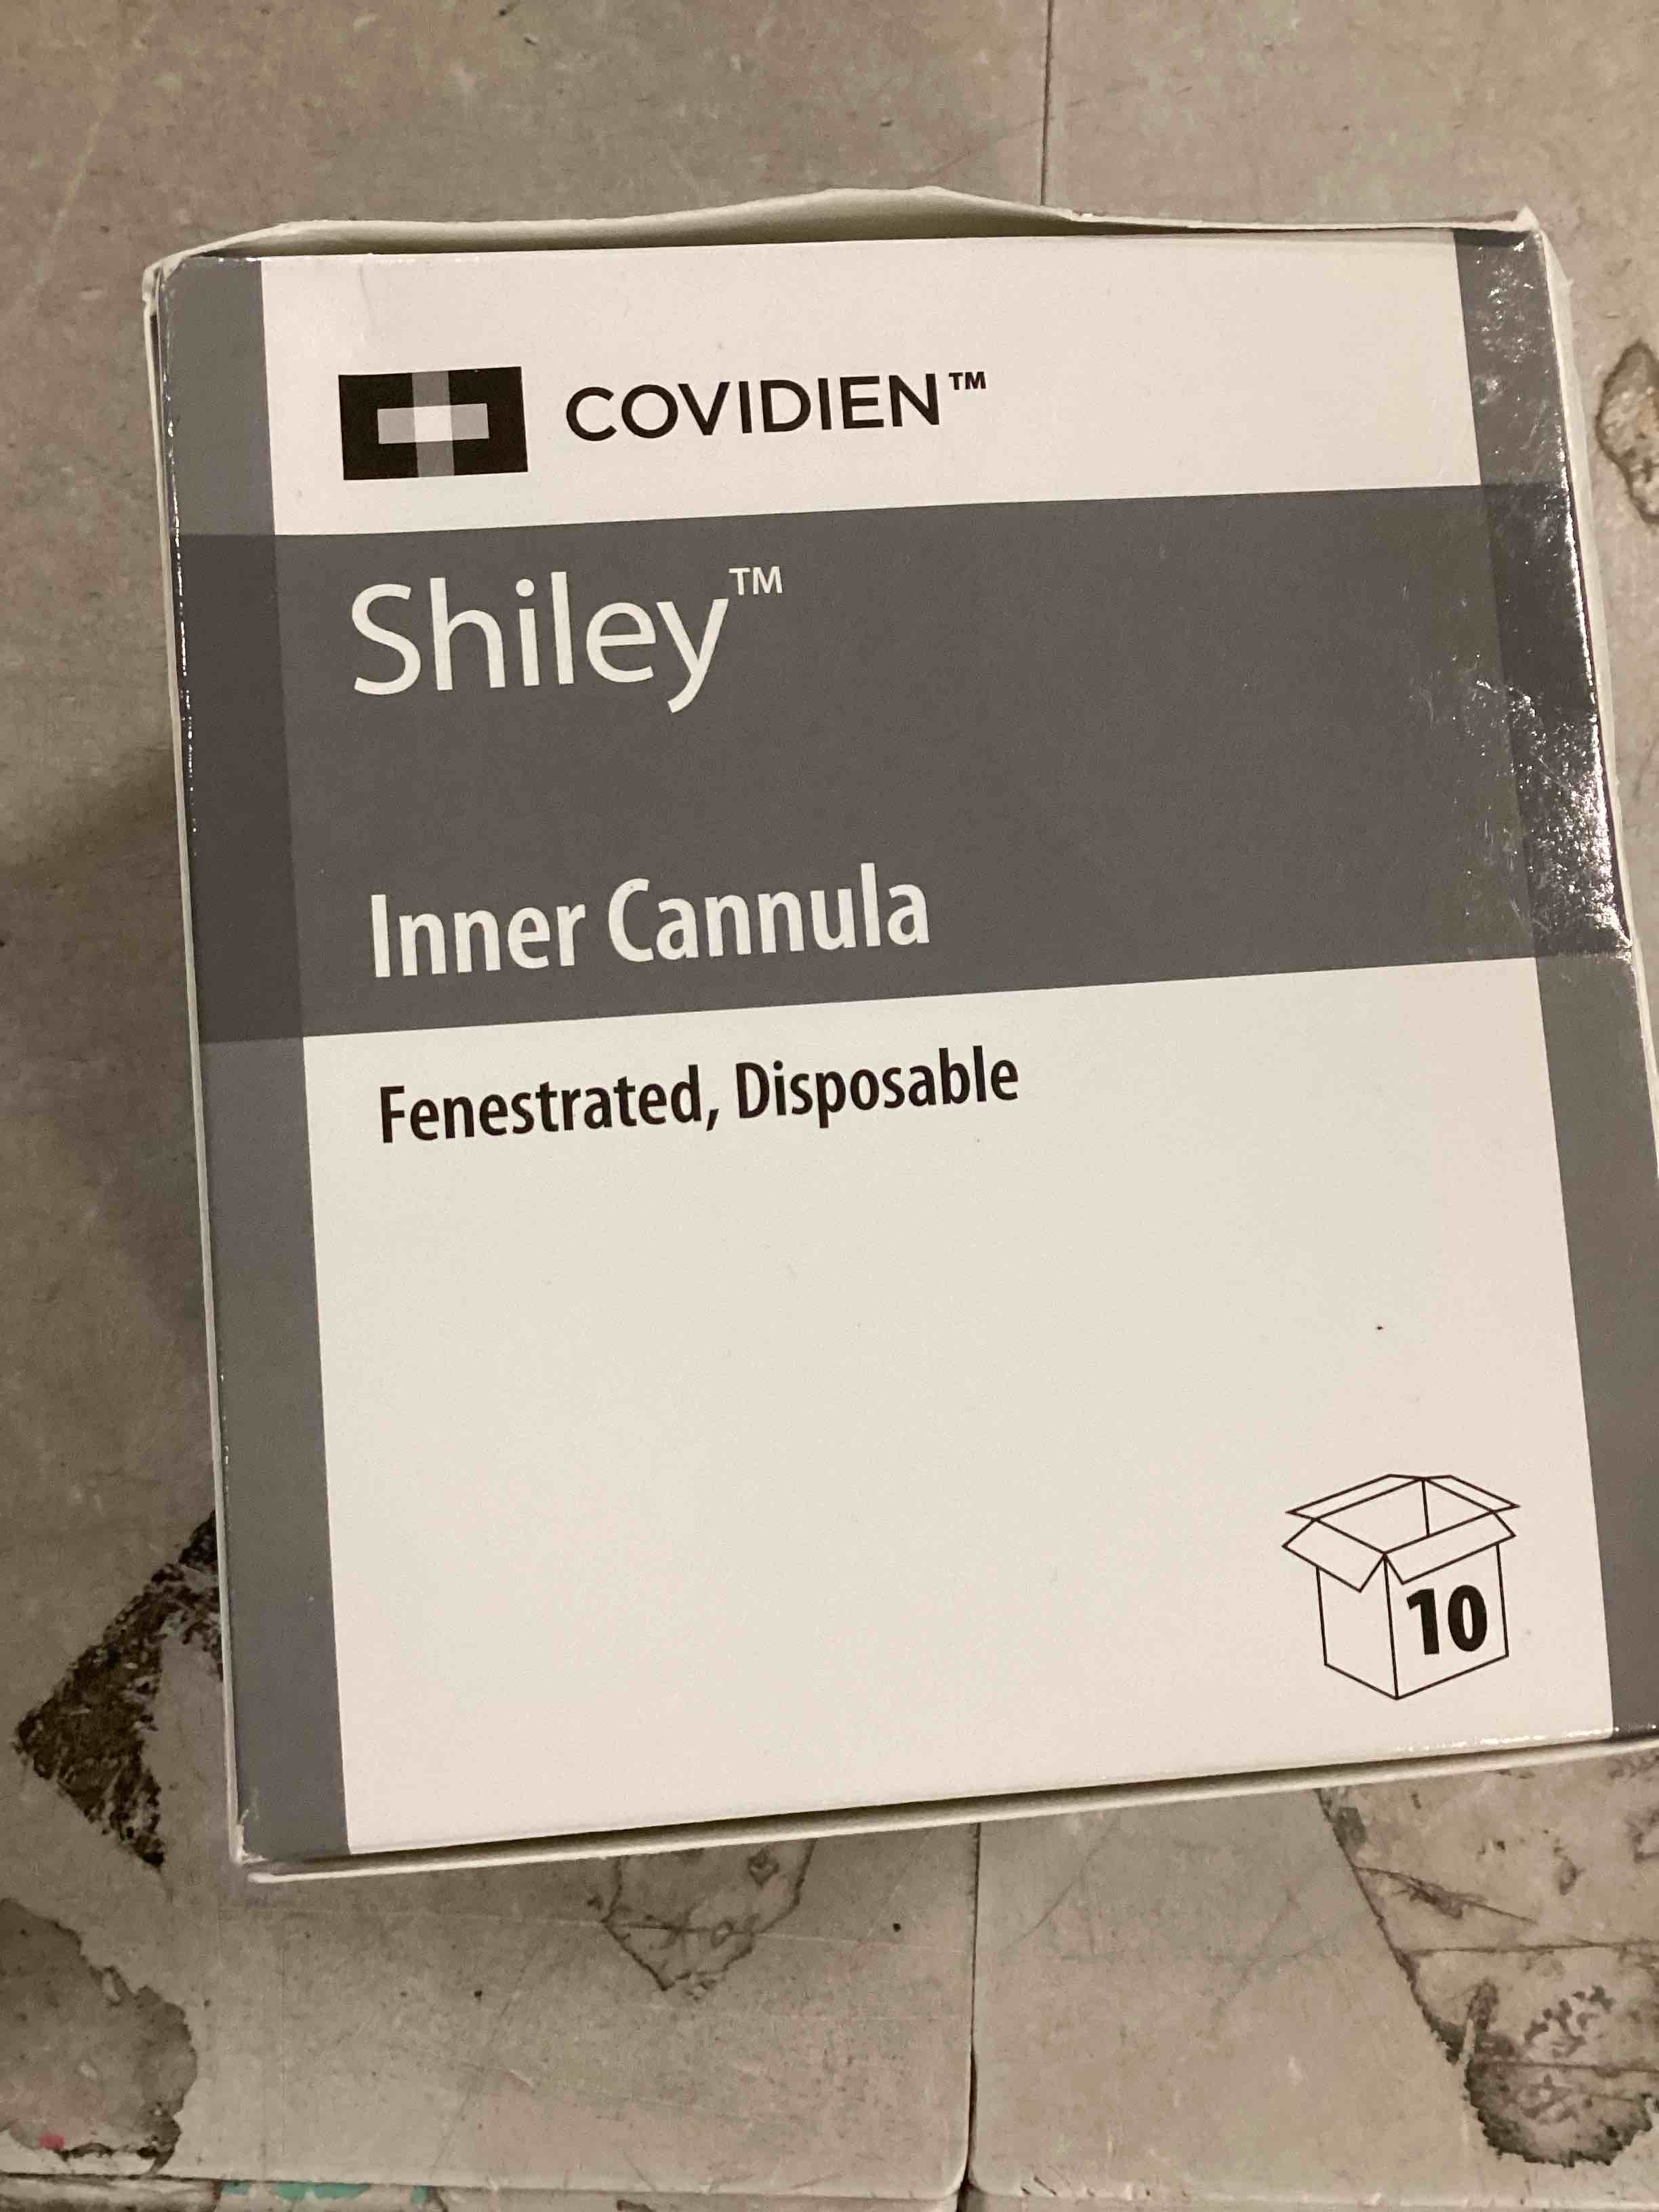 COVIDIEN™
Shiley™
Inner Cannula
Fenestrated, Disposable
10